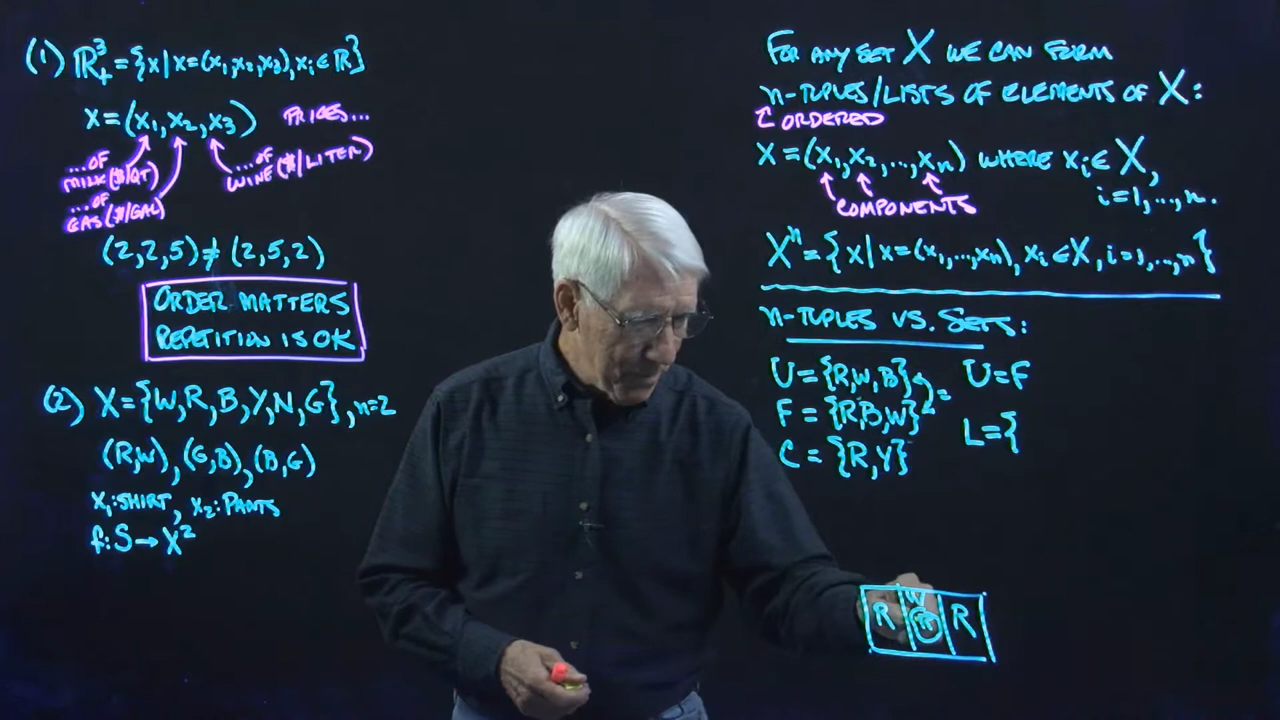 (1) ℝ³₊ = {x | x=(x₁,x₂,x₃), xᵢ∈ℝ}
x=(x₁,x₂,x₃) PRICES...
...OF MILK ($/QT)
...OF GAS ($/GAL)
...OF WINE ($/LITER)
(2,2,5) ≠ (2,5,2)
ORDER MATTERS
REPETITION IS OK
(2) X={W,R,B,Y,N,G}, n=2
(R,W), (G,B), (B,G)
x₁:SHIRT, x₂:PANTS
f:S→X²
FOR ANY SET X WE CAN FORM
n-TUPLES/LISTS OF ELEMENTS OF X:
ORDERED
x=(x₁,x₂,...,xₙ) WHERE xᵢ∈X,
i=1,...,n.
COMPONENTS
Xⁿ={x | x=(x₁,...,xₙ), xᵢ∈X, i=1,...,n}
n-TUPLES VS. SETS:
U={R,W,B} = U=F
F={R,B,W}
C={R,Y} L={
R W R